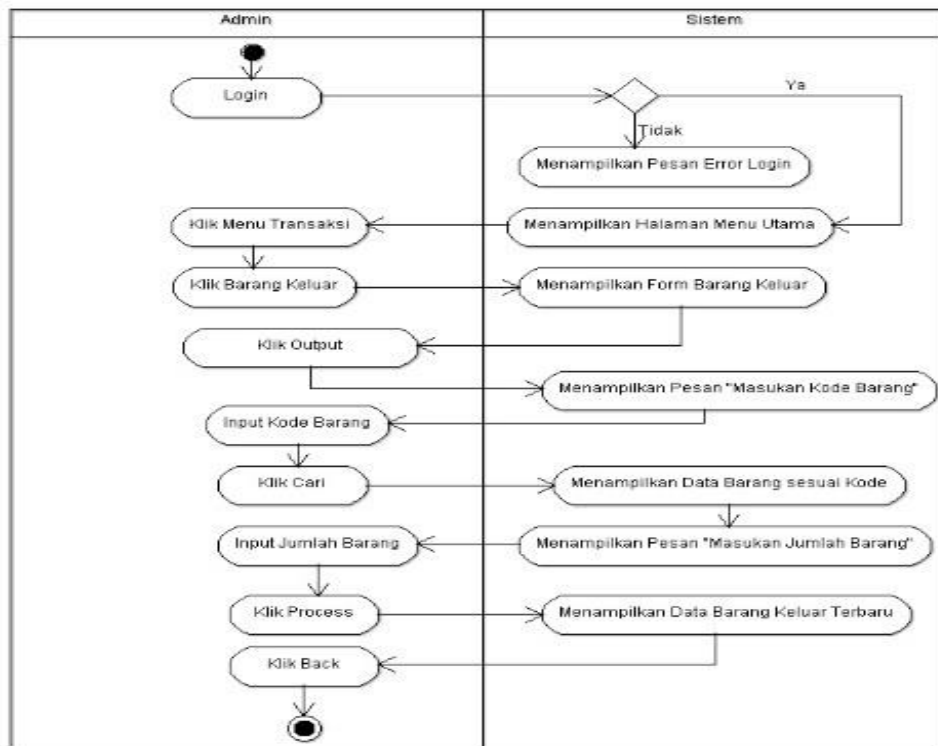 Admin
Sistem
Login
Ya
Tidak
Menampilkan Pesan Error Login
Klik Menu Transaksi
Menampilkan Halaman Menu Utama
Klik Barang Keluar
Menampilkan Form Barang Keluar
Klik Output
Menampilkan Pesan "Masukan Kode Barang"
Input Kode Barang
Klik Cari
Menampilkan Data Barang sesuai Kode
Input Jumlah Barang
Menampilkan Pesan "Masukan Jumlah Barang"
Klik Process
Menampilkan Data Barang Keluar Terbaru
Klik Back